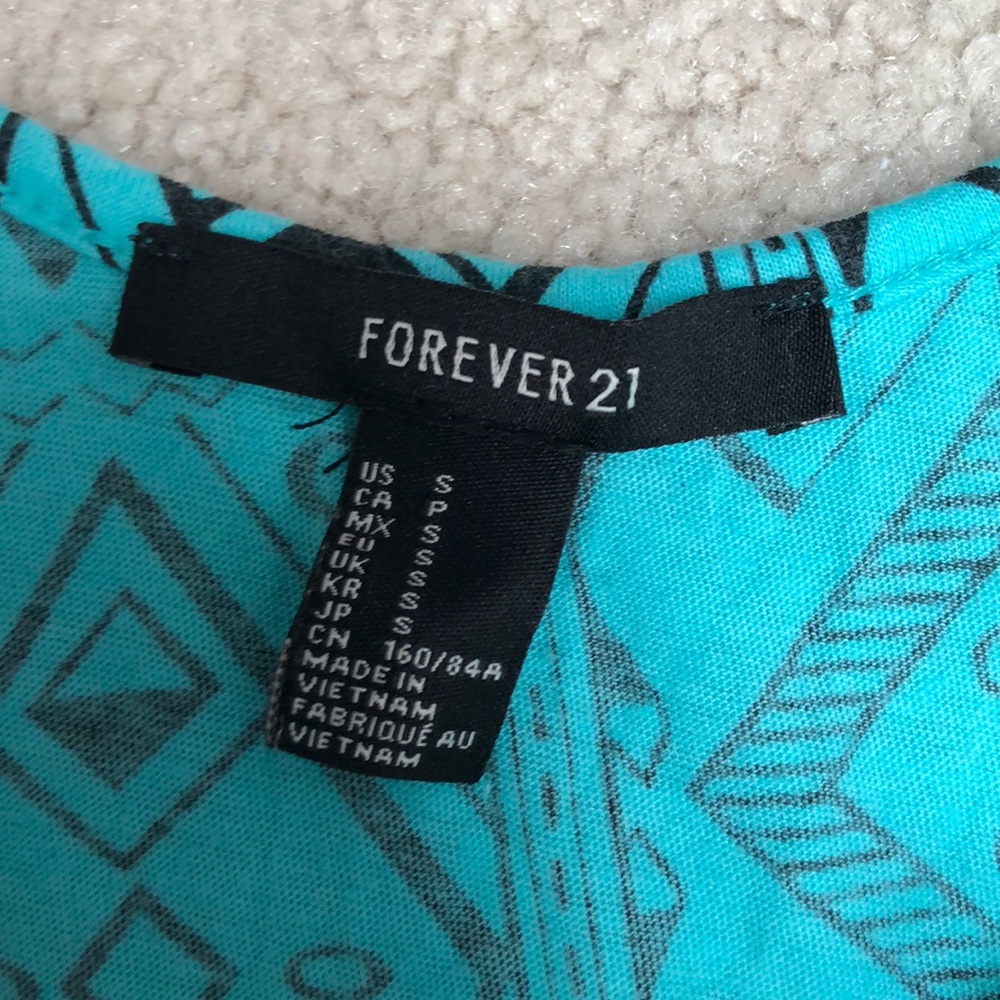 FOREVER 21
US S
CA P
MX S
EU S
UK S
KR S
JP S
CN 160/84A
MADE IN
VIETNAM
FABRIQUÉ AU
VIETNAM